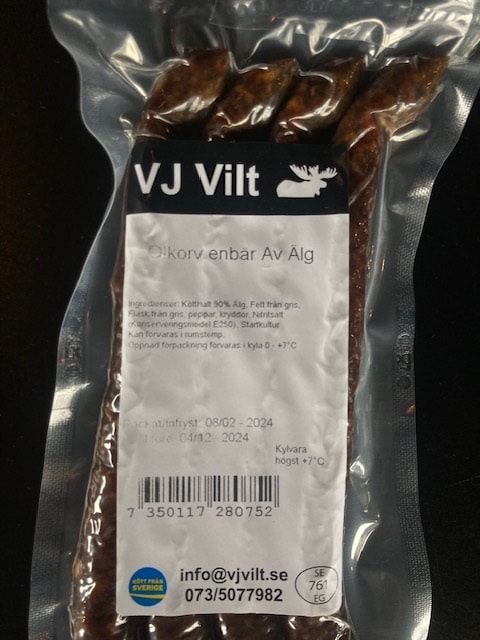 VJ Vilt
Ölkorv enbär Av Älg
Ingredienser: Kötthalt 90% Älg, Fett från gris,
Fläsk från gris, peppar, kryddor, Nitritsalt
(Konserveringsmedel E250), Startkultur
Kan förvaras i rumstemp.
Öppnad förpackning förvaras i kyla 0 - +7°C
Packat/Infryst: 08/02 - 2024
04/12 - 2024
Kylvara
högst +7°C
7 350117 280752
KÖTT FRÅN
SVERIGE
info@vjvilt.se
073/5077982
SE
761
EG